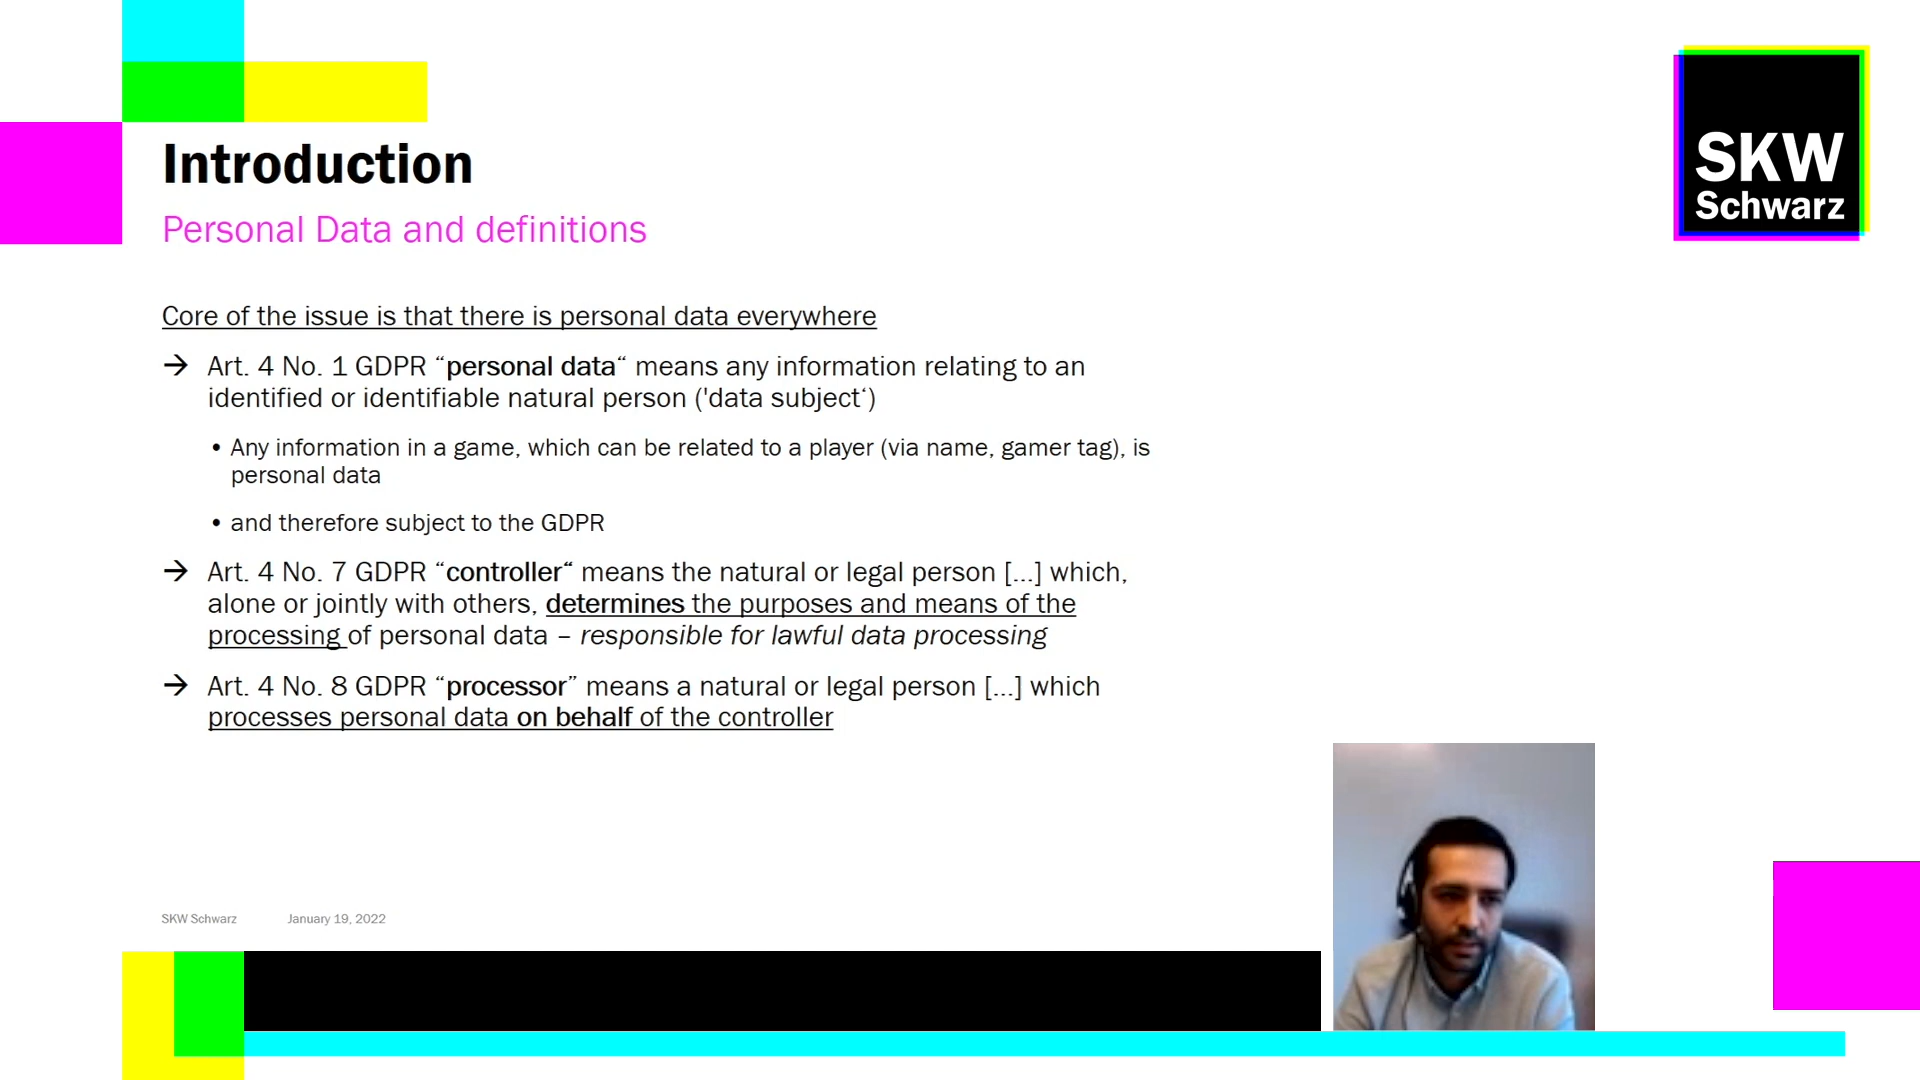 Introduction
Personal Data and definitions
SKW
Schwarz
Core of the issue is that there is personal data everywhere
→ Art. 4 No. 1 GDPR “personal data“ means any information relating to an
identified or identifiable natural person ('data subject‘)
• Any information in a game, which can be related to a player (via name, gamer tag), is
personal data
• and therefore subject to the GDPR
→ Art. 4 No. 7 GDPR “controller“ means the natural or legal person [...] which,
alone or jointly with others, determines the purposes and means of the
processing of personal data – responsible for lawful data processing
→ Art. 4 No. 8 GDPR “processor” means a natural or legal person [...] which
processes personal data on behalf of the controller
SKW Schwarz January 19, 2022